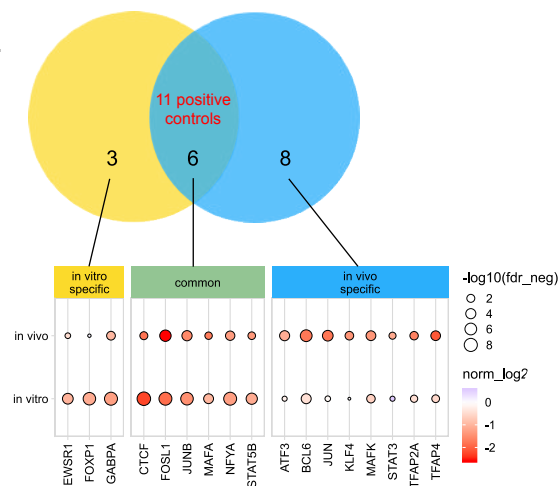 11 positive
controls
3
6
8
in vitro
specific
common
in vivo
specific
in vivo
in vitro
EWSR1
FOXP1
GABPA
CTCF
FOSL1
JUNB
MAFA
NFYA
STAT5B
ATF3
BCL6
JUN
KLF4
MAFK
STAT3
TFAP2A
TFAP4
-log10(fdr_neg)
2
4
6
8
norm_log2
0
-1
-2